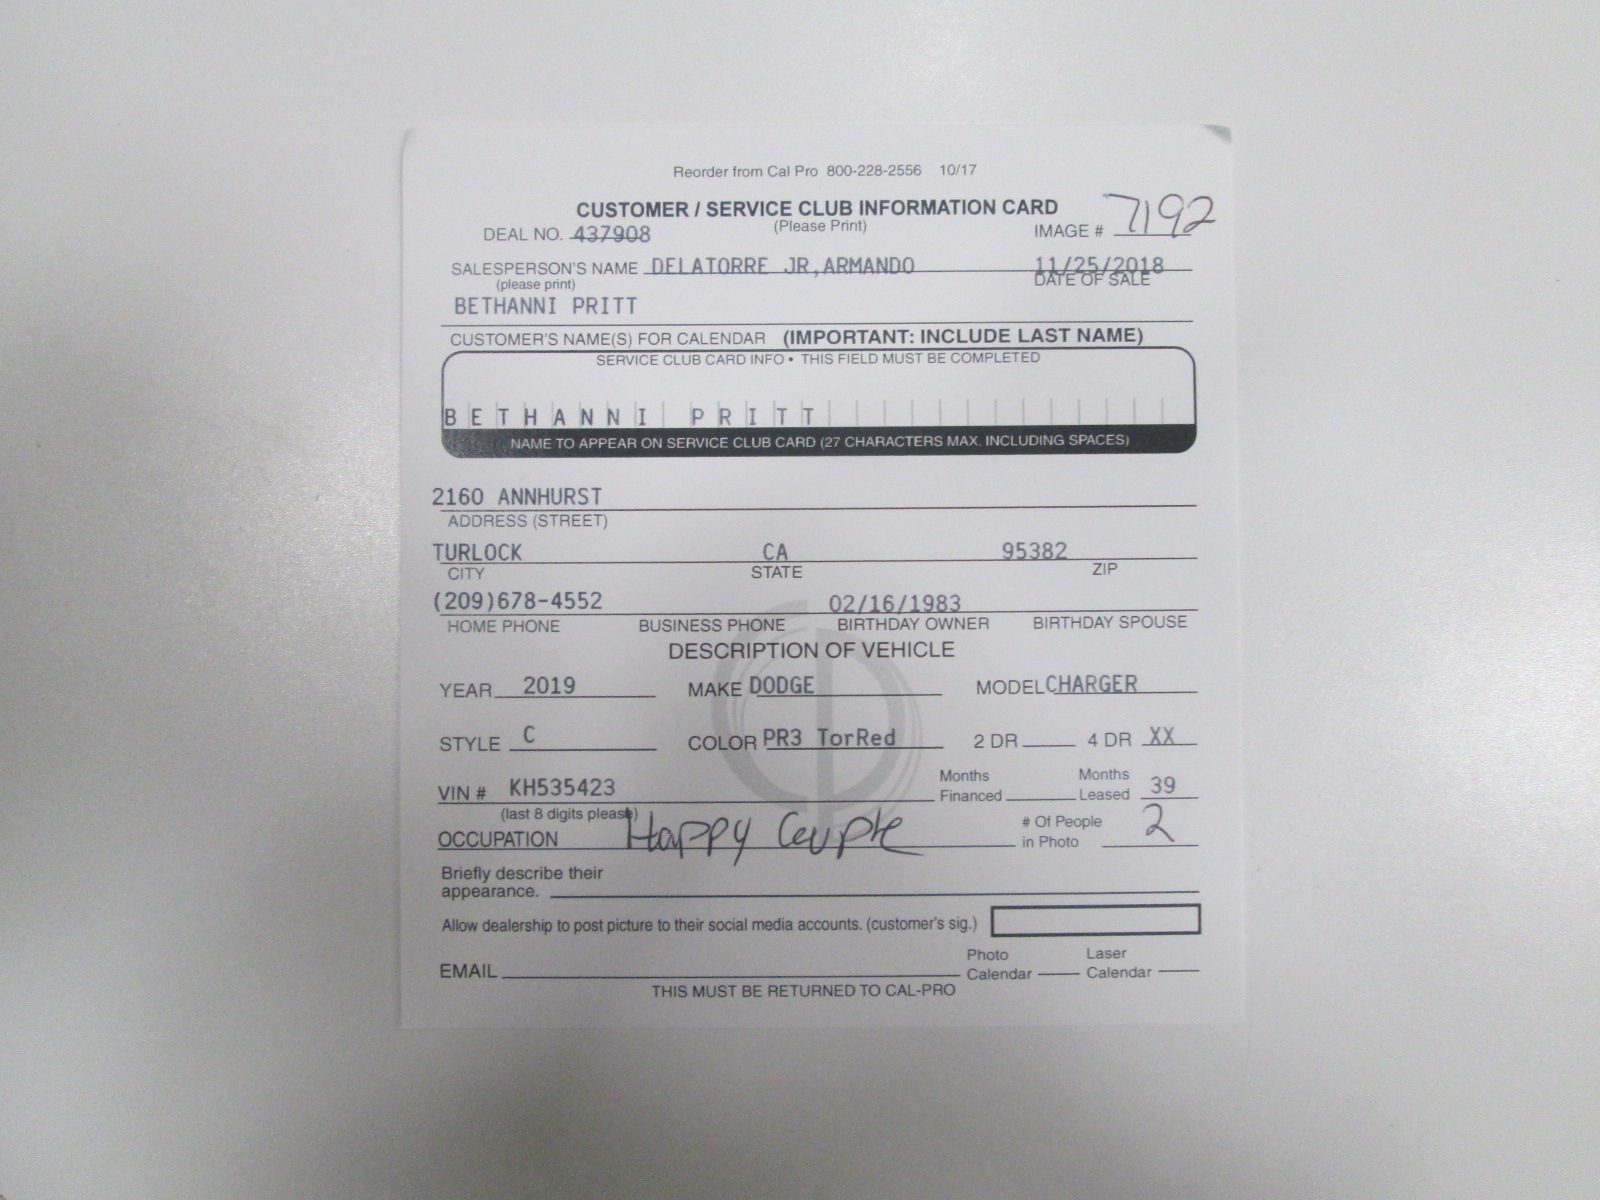 Reorder from Cal Pro 800-228-2556 10/17
CUSTOMER / SERVICE CLUB INFORMATION CARD
(Please Print)
DEAL NO. 437908 IMAGE # 7192
SALESPERSON'S NAME DELATORRE JR,ARMANDO 11/25/2018
(please print) DATE OF SALE
BETHANNI PRITT
CUSTOMER'S NAME(S) FOR CALENDAR (IMPORTANT: INCLUDE LAST NAME)
SERVICE CLUB CARD INFO • THIS FIELD MUST BE COMPLETED
BETHANNI PRITT
NAME TO APPEAR ON SERVICE CLUB CARD (27 CHARACTERS MAX. INCLUDING SPACES)
2160 ANNHURST
ADDRESS (STREET)
TURLOCK CA 95382
CITY STATE ZIP
(209)678-4552 02/16/1983
HOME PHONE BUSINESS PHONE BIRTHDAY OWNER BIRTHDAY SPOUSE
DESCRIPTION OF VEHICLE
YEAR 2019 MAKE DODGE MODEL CHARGER
STYLE C COLOR PR3 TorRed 2 DR 4 DR XX
VIN # KH535423 Months Financed Months Leased 39
(last 8 digits please)
OCCUPATION Happy Couple # Of People in Photo 2
Briefly describe their
appearance.
Allow dealership to post picture to their social media accounts. (customer's sig.)
EMAIL Photo Calendar Laser Calendar
THIS MUST BE RETURNED TO CAL-PRO